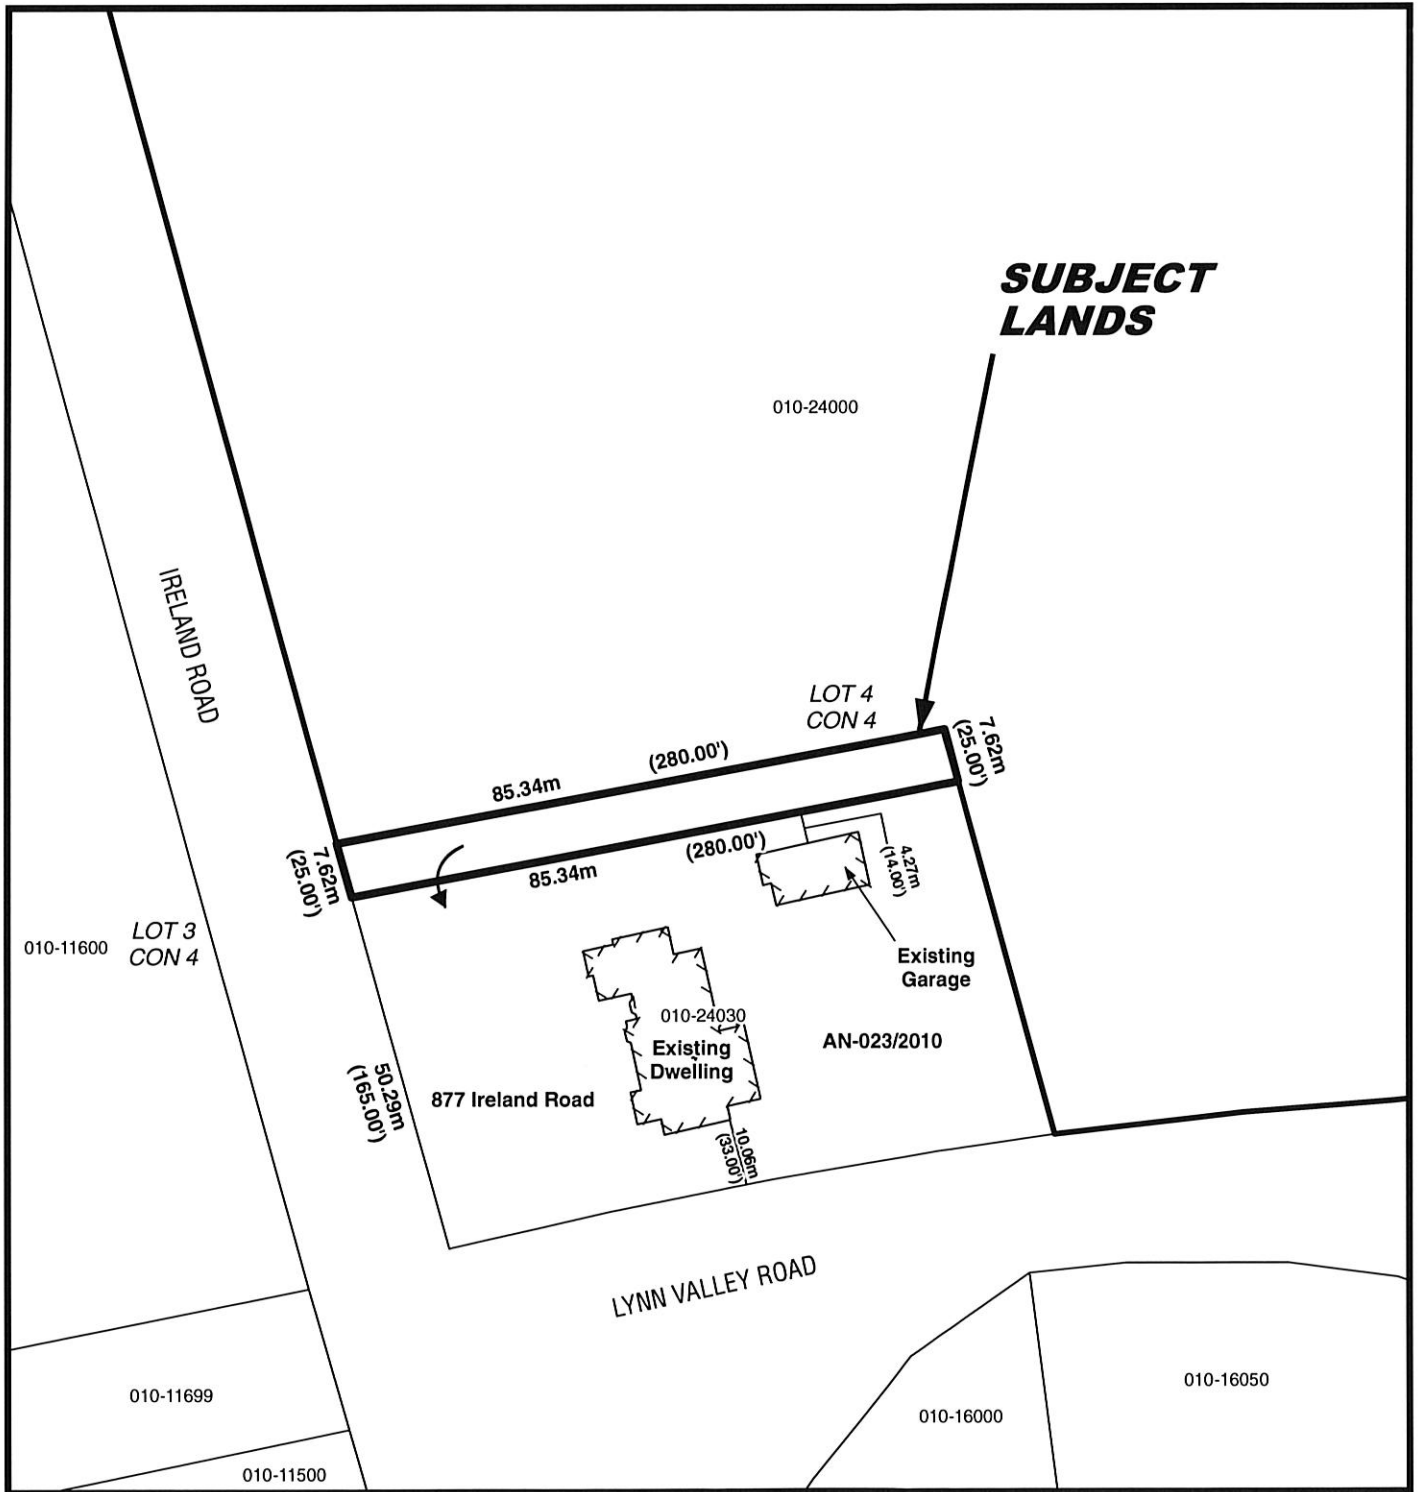 SUBJECT
LANDS
010-24000
IRELAND ROAD
LOT 4
CON 4
7.62m
(25.00')
(280.00')
85.34m
7.62m
(25.00')
(280.00')
85.34m
4.27m
(14.00')
010-11600
LOT 3
CON 4
Existing
Garage
010-24030
Existing
Dwelling
AN-023/2010
50.29m
(165.00')
877 Ireland Road
10.06m
(33.00')
LYNN VALLEY ROAD
010-11699
010-16050
010-16000
010-11500